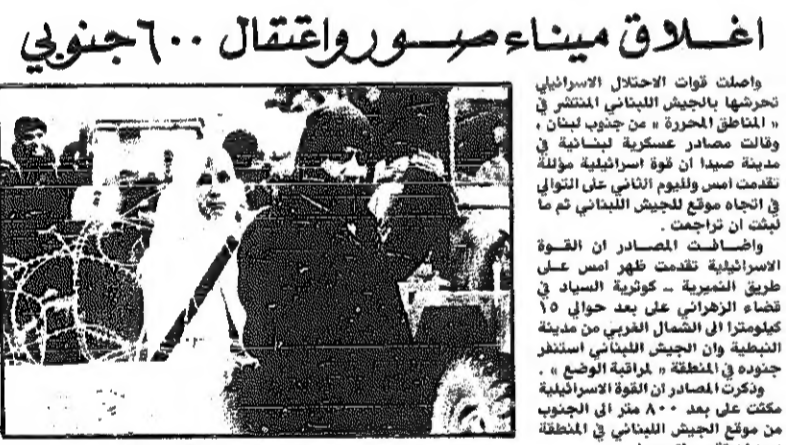 اغلاق ميناء صور واعتقال ٦٠٠ جنوبي
واصلت قوات الاحتلال الاسرائيلي
تحرشها بالجيش اللبناني المنتشر في
« المناطق المحررة » من جنوب لبنان ،
وقالت مصادر عسكرية لبنانية في
مدينة صيدا ان قوة اسرائيلية مؤللة
تقدمت أمس ولليوم الثاني على التوالي
في اتجاه موقع للجيش اللبناني ثم ما
لبثت ان تراجعت .
واضافت المصادر ان القوة
الاسرائيلية تقدمت ظهر امس على
طريق النميرية - كوثرية السياد في
قضاء الزهراني على بعد حوالي ١٥
كيلومترا الى الشمال الغربي من مدينة
النبطية وان الجيش اللبناني استنفر
جنوده في المنطقة « لمراقبة الوضع » .
وذكرت المصادر ان القوة الاسرائيلية
مكثت على بعد ٨٠٠ متر الى الجنوب
من موقع الجيش اللبناني في المنطقة